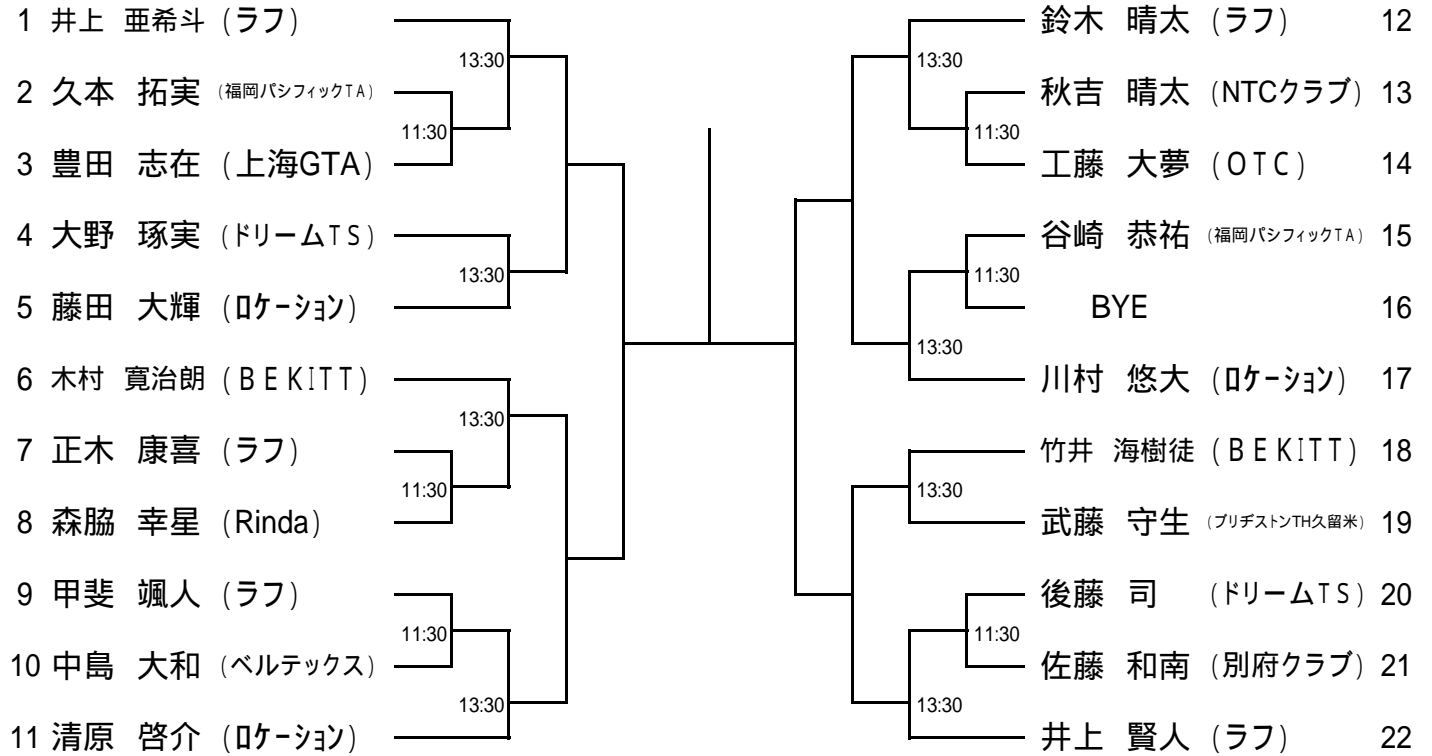 1 井上 亜希斗 (ラフ)
13:30
2 久本 拓実 (福岡パシフィックTA)
11:30
3 豊田 志在 (上海GTA)
4 大野 琢実 (ドリームTS)
13:30
5 藤田 大輝 (ロケーション)
6 木村 寛治朗 (BEKITT)
13:30
7 正木 康喜 (ラフ)
11:30
8 森脇 幸星 (Rinda)
9 甲斐 颯人 (ラフ)
11:30
10 中島 大和 (ベルテックス)
13:30
11 清原 啓介 (ロケーション)
鈴木 晴太 (ラフ) 12
13:30
秋吉 晴太 (NTCクラブ) 13
11:30
工藤 大夢 (OTC) 14
谷崎 恭祐 (福岡パシフィックTA) 15
11:30
BYE 16
13:30
川村 悠大 (ロケーション) 17
竹井 海樹徒 (BEKITT) 18
13:30
武藤 守生 (ブリヂストンTH久留米) 19
後藤 司 (ドリームTS) 20
11:30
佐藤 和南 (別府クラブ) 21
13:30
井上 賢人 (ラフ) 22